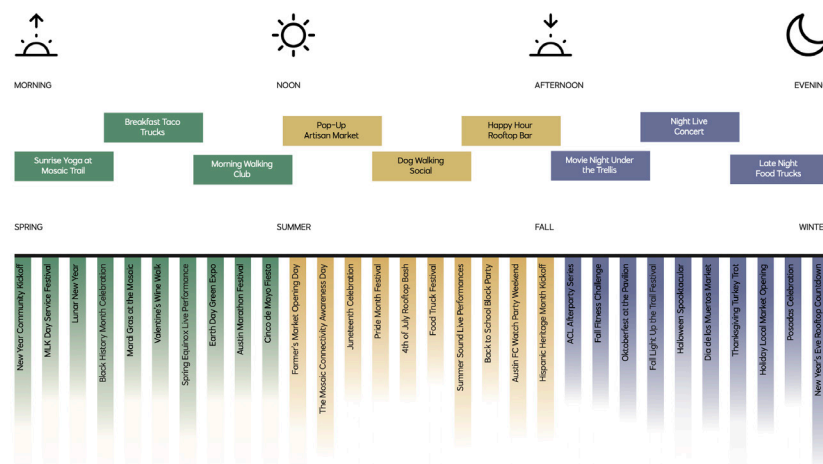 MORNING
NOON
AFTERNOON
EVENIN
Breakfast Taco
Trucks
Pop-Up
Artisan Market
Happy Hour
Rooftop Bar
Night Live
Concert
Sunrise Yoga at
Mosaic Trail
Morning Walking
Club
Dog Walking
Social
Movie Night Under
the Trellis
Late Night
Food Trucks
SPRING
SUMMER
FALL
WINTE
New Year Community Kickoff
MLK Day Service Festival
Lunar New Year
Black History Month Celebration
Mardi Gras at the Mosaic
Valentine's Wine Walk
Spring Equinox Live Performance
Earth Day Green Expo
Austin Marathon Festival
Cinco de Mayo Fiesta
Farmer's Market Opening Day
The Mosaic Connectivity Awareness Day
Juneteenth Celebration
Pride Month Festival
4th of July Rooftop Bash
Food Truck Festival
Summer Sound Live Performances
Back to School Block Party
Austin FC Watch Party Weekend
Hispanic Heritage Month Kickoff
ACL Afterparty Series
Fall Fitness Challenge
Oktoberfest at the Pavilion
Fall Light Up the Trail Festival
Halloween Spooktacular
Dia de los Muertos Market
Thanksgiving Turkey Trot
Holiday Local Market Opening
Posadas Celebration
New Year's Eve Rooftop Countdown